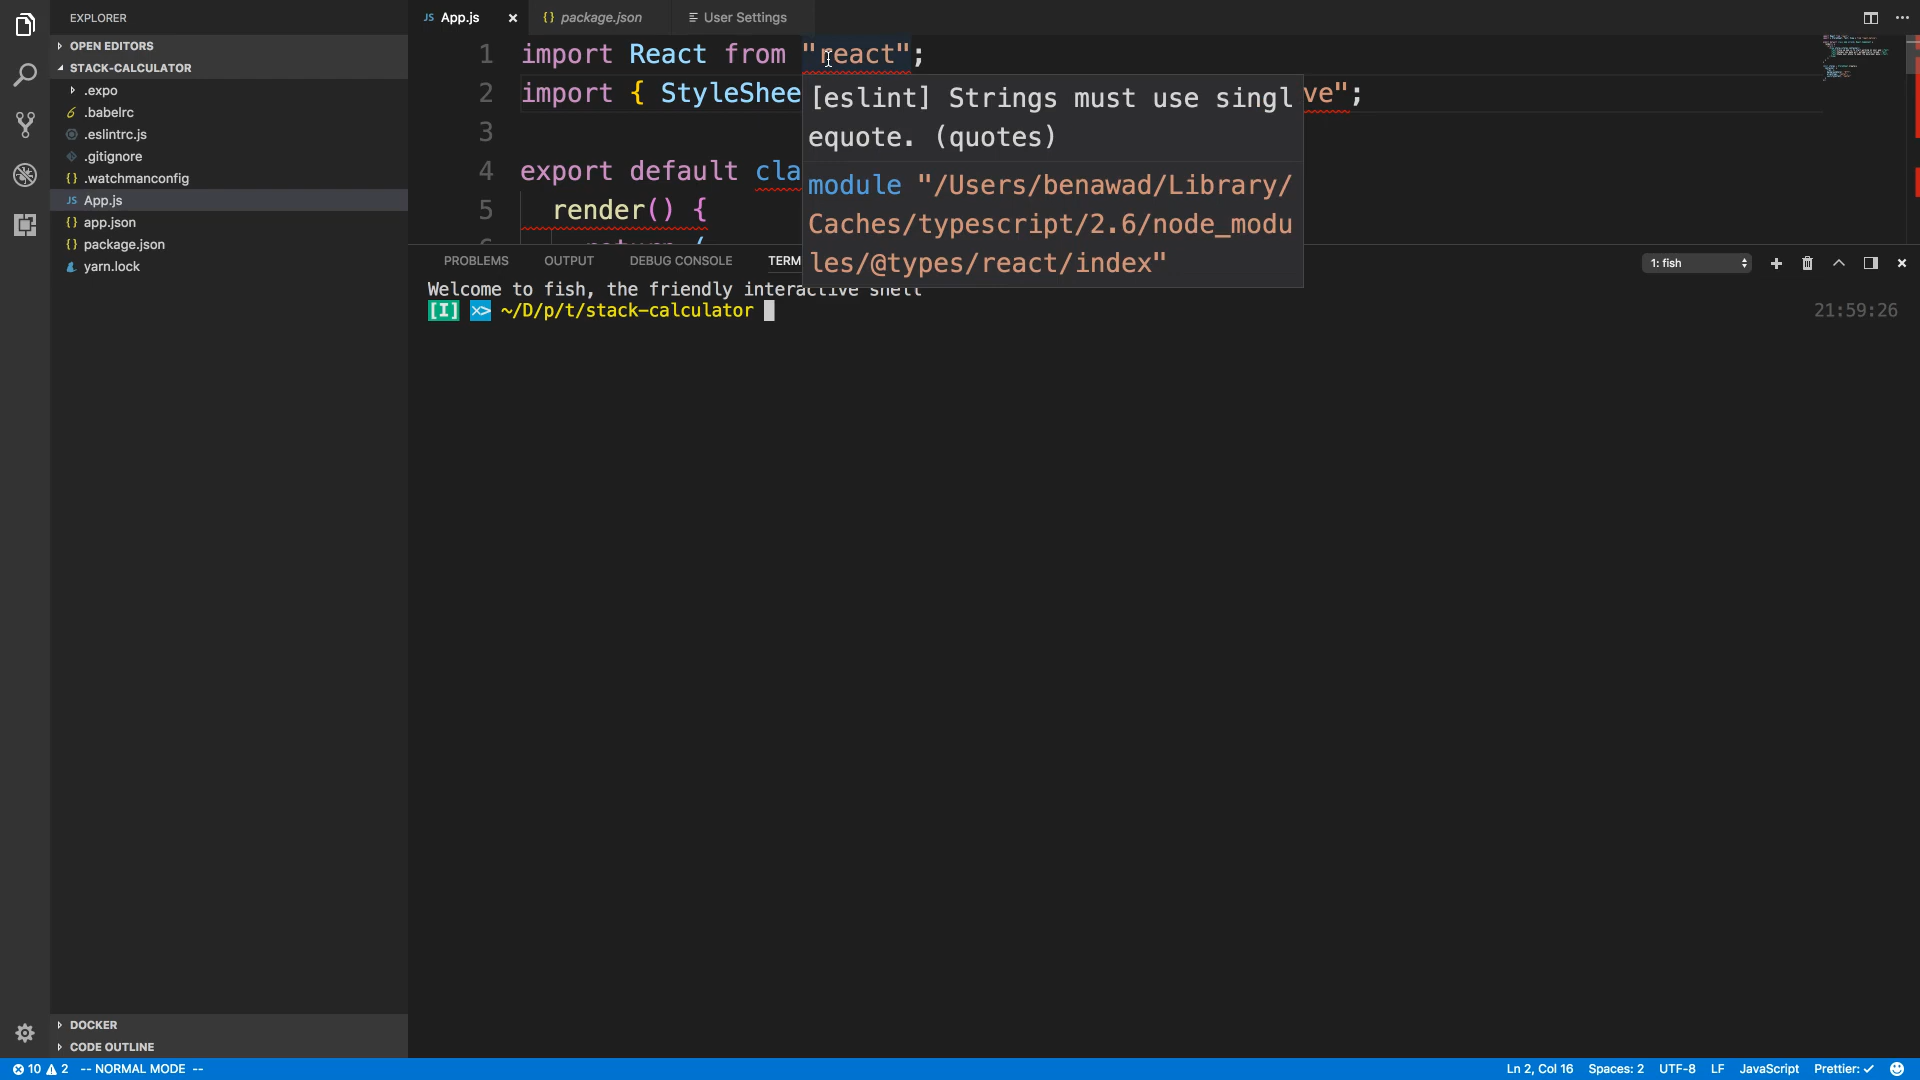 EXPLORER
OPEN EDITORS
STACK-CALCULATOR
.expo
.babelrc
.eslintrc.js
.gitignore
.watchmanconfig
JS App.js
{} app.json
{} package.json
yarn.lock
DOCKER
CODE OUTLINE
JS App.js
{} package.json
User Settings
1 import React from "react";
2 import { StyleShee ve";
3
4 export default cla
5 render() {
[eslint] Strings must use singl
equote. (quotes)
module "/Users/benawad/Library/
Caches/typescript/2.6/node_modu
les/@types/react/index"
PROBLEMS OUTPUT DEBUG CONSOLE TERM
1: fish
Welcome to fish, the friendly interactive shell
[I] >> ~/D/p/t/stack-calculator
21:59:26
10 2 -- NORMAL MODE --
Ln 2, Col 16 Spaces: 2 UTF-8 LF JavaScript Prettier: ✓